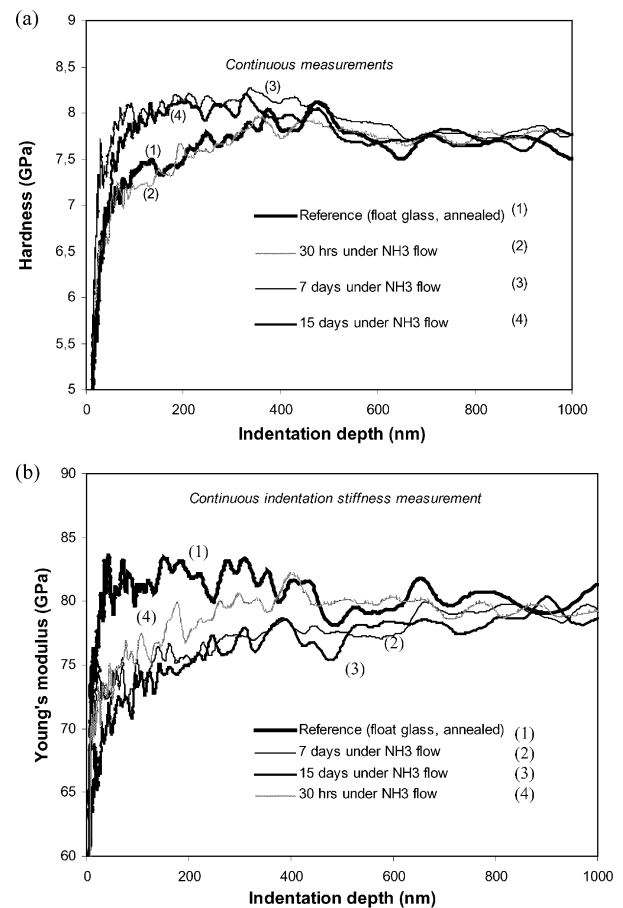 (a)
9
8,5
8
7,5
7
6,5
6
5,5
5
Hardness (GPa)
Continuous measurements
(3)
(4)
(1)
(2)
Reference (float glass, annealed) (1)
30 hrs under NH3 flow (2)
7 days under NH3 flow (3)
15 days under NH3 flow (4)
0 200 400 600 800 1000
Indentation depth (nm)
(b)
90
85
80
75
70
65
60
Young's modulus (GPa)
Continuous indentation stiffness measurement
(1)
(4)
(2)
(3)
Reference (float glass, annealed) (1)
7 days under NH3 flow (2)
15 days under NH3 flow (3)
30 hrs under NH3 flow (4)
0 200 400 600 800 1000
Indentation depth (nm)